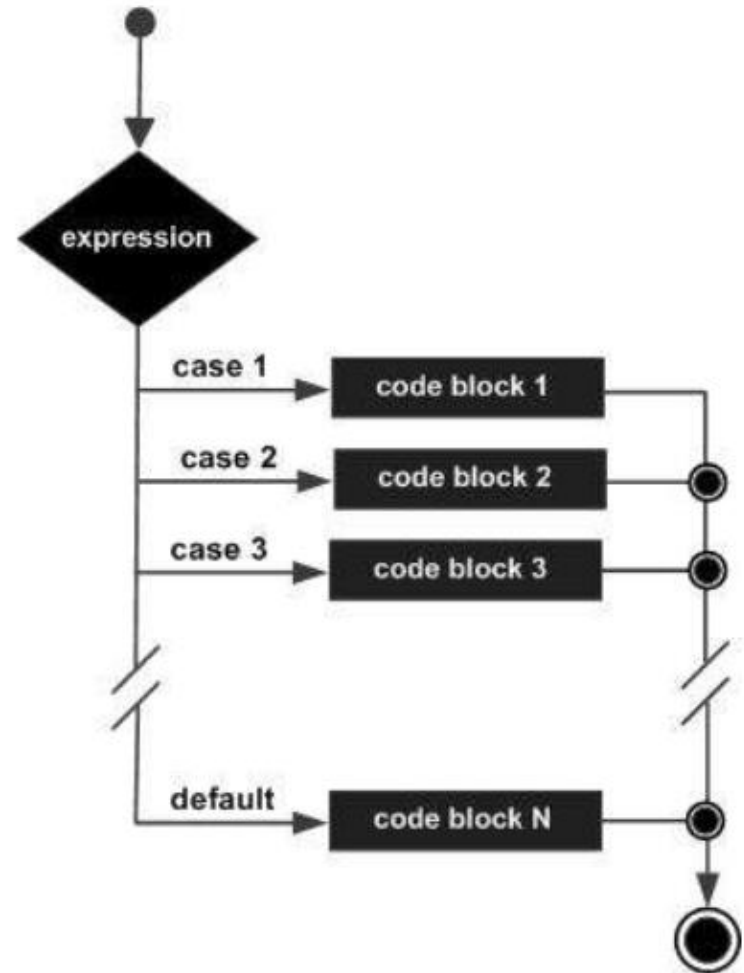 expression
case 1
code block 1
case 2
code block 2
case 3
code block 3
default
code block N